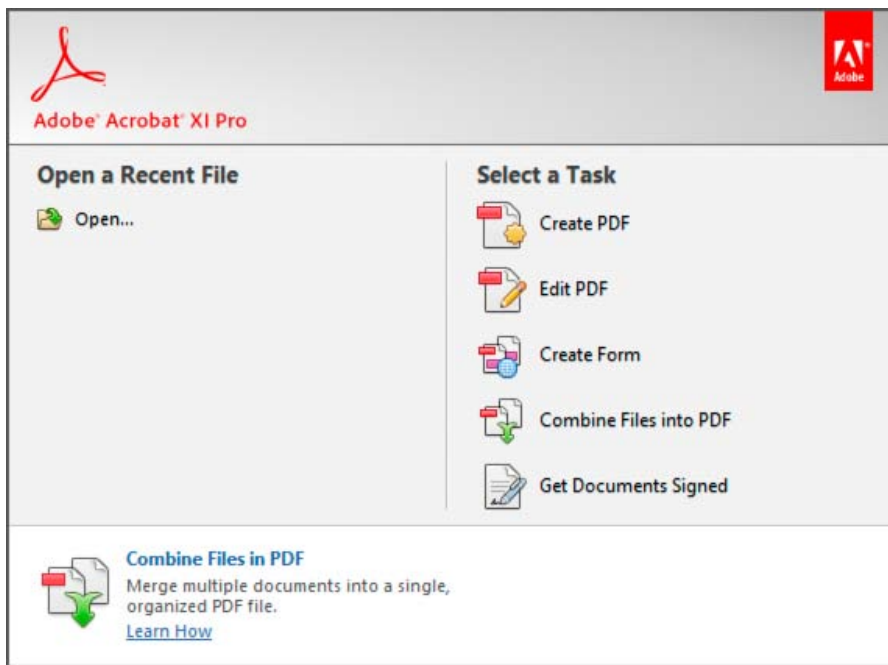 Adobe
Adobe® Acrobat® XI Pro
Open a Recent File
Open...
Select a Task
Create PDF
Edit PDF
Create Form
Combine Files into PDF
Get Documents Signed
Combine Files in PDF
Merge multiple documents into a single,
organized PDF file.
Learn How